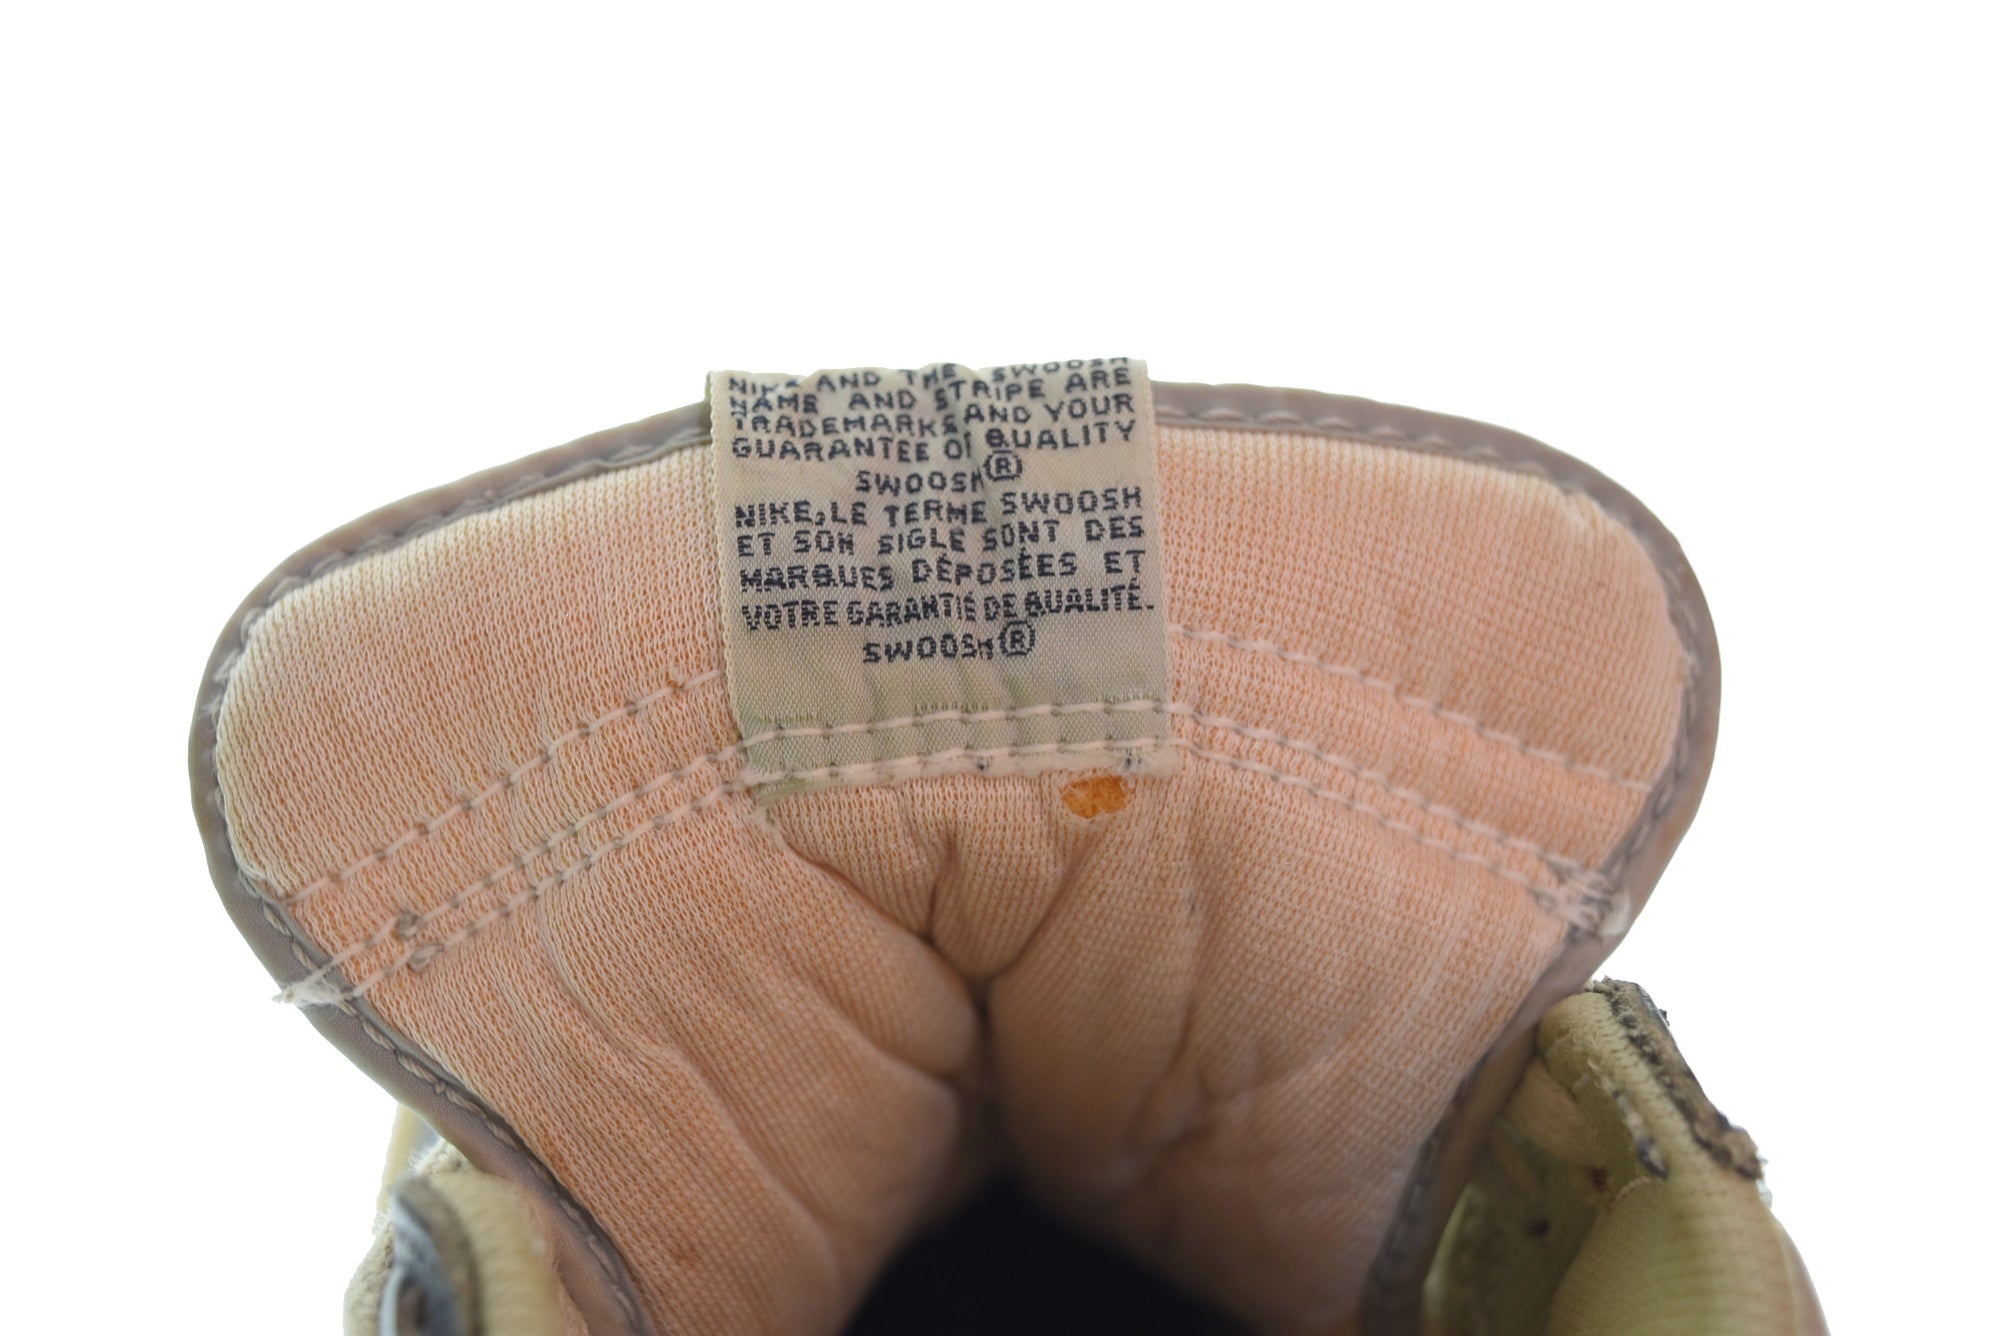 NIKE AND THE SWOOSH
NAME AND STRIPE ARE
TRADEMARKS AND YOUR
GUARANTEE OF QUALITY
SWOOSH®
NIKE, LE TERME SWOOSH
ET SON SIGLE SONT DES
MARQUES DÉPOSÉES ET
VOTRE GARANTIE DE QUALITÉ.
SWOOSH®